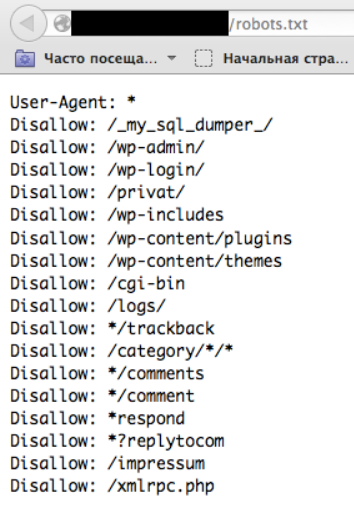 /robots.txt
Часто посеща... Начальная стра...
User-Agent: *
Disallow: /_my_sql_dumper_/
Disallow: /wp-admin/
Disallow: /wp-login/
Disallow: /privat/
Disallow: /wp-includes
Disallow: /wp-content/plugins
Disallow: /wp-content/themes
Disallow: /cgi-bin
Disallow: /logs/
Disallow: */trackback
Disallow: /category/*/*
Disallow: */comments
Disallow: */comment
Disallow: *respond
Disallow: *?replytocom
Disallow: /impressum
Disallow: /xmlrpc.php